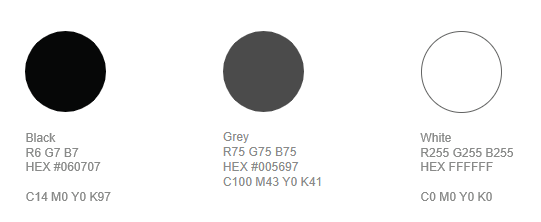 Black
R6 G7 B7
HEX #060707
C14 M0 Y0 K97
Grey
R75 G75 B75
HEX #005697
C100 M43 Y0 K41
White
R255 G255 B255
HEX FFFFFF
C0 M0 Y0 K0